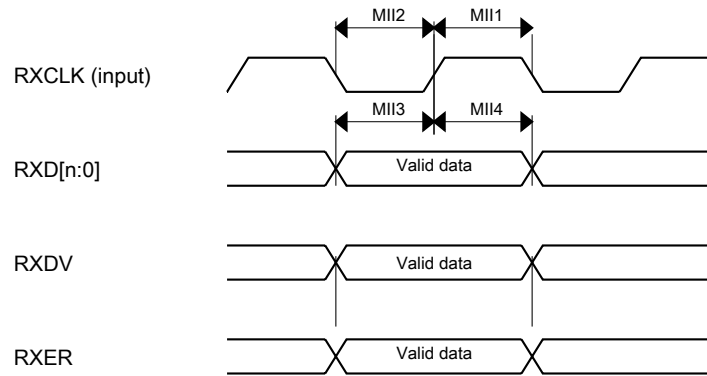 MII2 MII1
RXCLK (input)
MII3 MII4
RXD[n:0] Valid data
RXDV Valid data
RXER Valid data